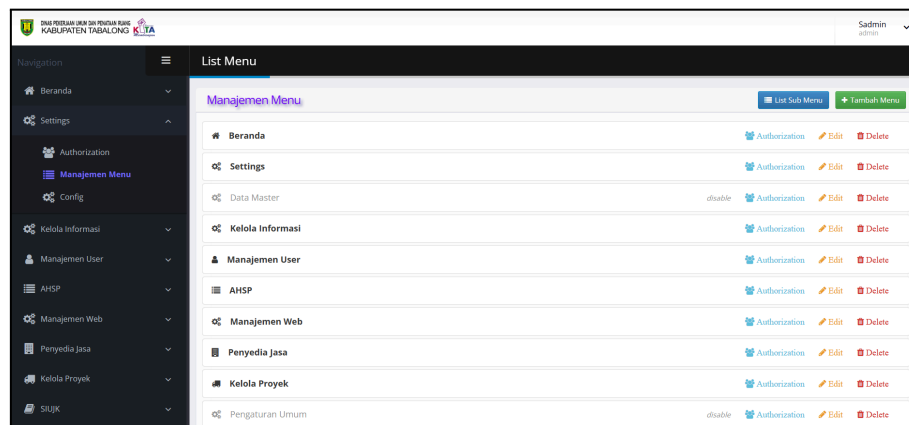 DINAS PEKERJAAN UMUM DAN PENATAAN RUANG
KABUPATEN TABALONG KITA
Sadmin
admin
Navigation
List Menu
Beranda
Settings
Authorization
Manajemen Menu
Config
Kelola Informasi
Manajemen User
AHSP
Manajemen Web
Penyedia Jasa
Kelola Proyek
SIUJK
Manajemen Menu
List Sub Menu
Tambah Menu
Beranda Authorization Edit Delete
Settings Authorization Edit Delete
Data Master disable Authorization Edit Delete
Kelola Informasi Authorization Edit Delete
Manajemen User Authorization Edit Delete
AHSP Authorization Edit Delete
Manajemen Web Authorization Edit Delete
Penyedia Jasa Authorization Edit Delete
Kelola Proyek Authorization Edit Delete
Pengaturan Umum disable Authorization Edit Delete